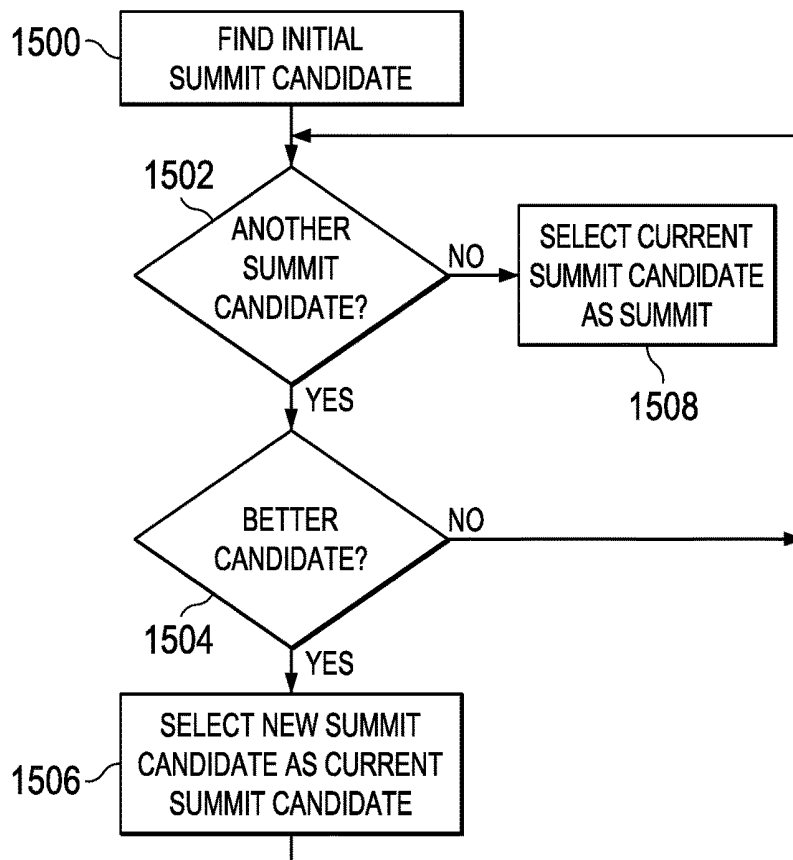 1500
FIND INITIAL
SUMMIT CANDIDATE
1502
ANOTHER
SUMMIT
CANDIDATE?
NO
SELECT CURRENT
SUMMIT CANDIDATE
AS SUMMIT
1508
YES
BETTER
CANDIDATE?
NO
1504
YES
1506
SELECT NEW SUMMIT
CANDIDATE AS CURRENT
SUMMIT CANDIDATE